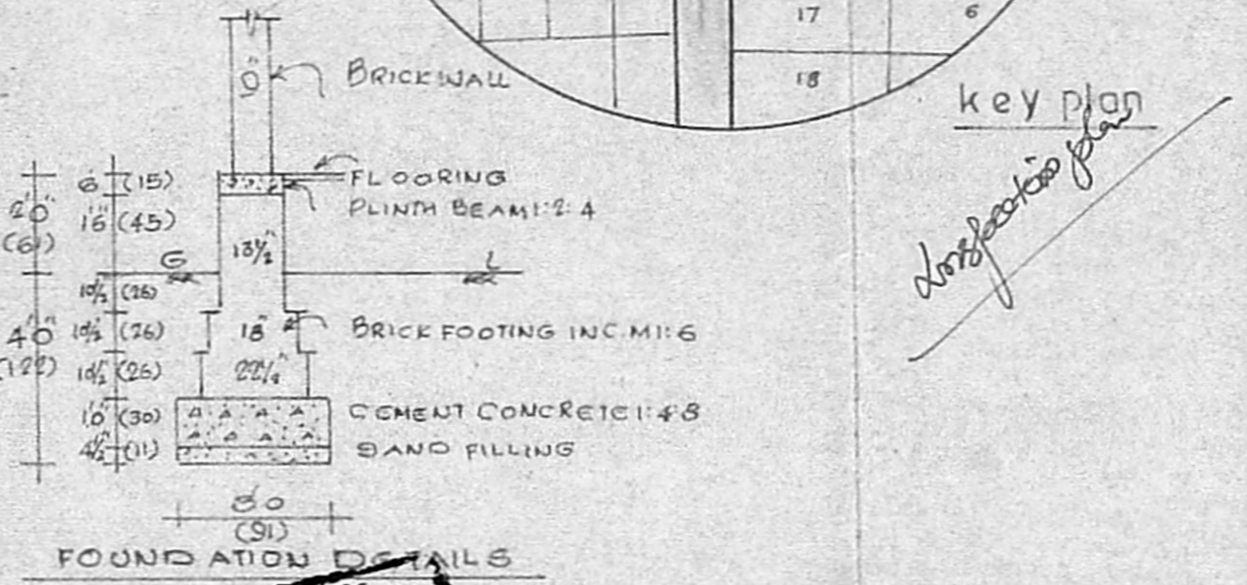 17 6
18
key plan
9" BRICKWALL
6" (15) FLOORING
2'0" (61) 1'6" (45) PLINTH BEAM 1:2:4
13½"
G L
10½" (26)
4'0" (122) 10½" (26) 18" BRICK FOOTING IN C.M 1:6
10½" (26) 22½"
1'0" (30) CEMENT CONCRETE 1:4:8
4½" (11) SAND FILLING
3'0"
(91)
FOUNDATION DETAILS
plan